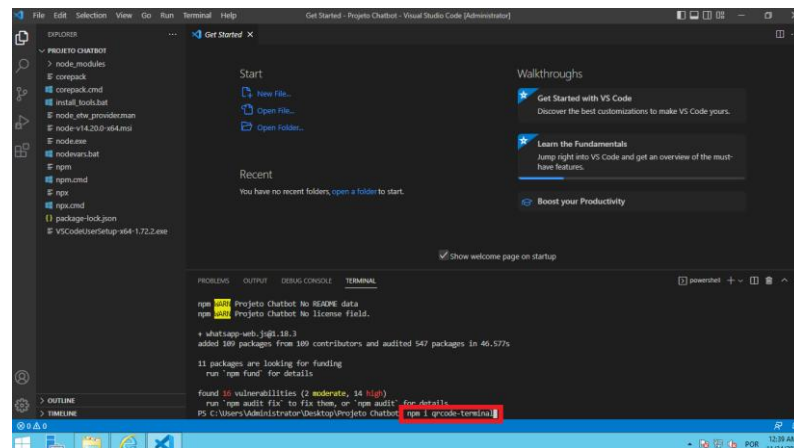 File Edit Selection View Go Run Terminal Help
Get Started - Projeto Chatbot - Visual Studio Code [Administrator]
EXPLORER
Get Started
PROJETO CHATBOT
node_modules
corepack
corepack.cmd
install_tools.bat
node_etw_provider.man
node-v14.20.0-x64.msi
node.exe
nodevars.bat
npm
npm.cmd
npx
npx.cmd
package-lock.json
VSCodeUserSetup-x64-1.72.2.exe
OUTLINE
TIMELINE
Start
New File...
Open File...
Open Folder...
Recent
You have no recent folders, open a folder to start.
Walkthroughs
Get Started with VS Code
Discover the best customizations to make VS Code yours.
Learn the Fundamentals
Jump right into VS Code and get an overview of the must-
have features.
Boost your Productivity
Show welcome page on startup
PROBLEMS OUTPUT DEBUG CONSOLE TERMINAL
powershell
npm WARN Projeto Chatbot No README data
npm WARN Projeto Chatbot No license field.
+ whatsapp-web.js@1.18.3
added 109 packages from 109 contributors and audited 547 packages in 46.577s
11 packages are looking for funding
run `npm fund` for details
found 16 vulnerabilities (2 moderate, 14 high)
run `npm audit fix` to fix them, or `npm audit` for details
PS C:\Users\Administrator\Desktop\Projeto Chatbot npm i qrcode-terminal
0 0
POR
12:39 AM